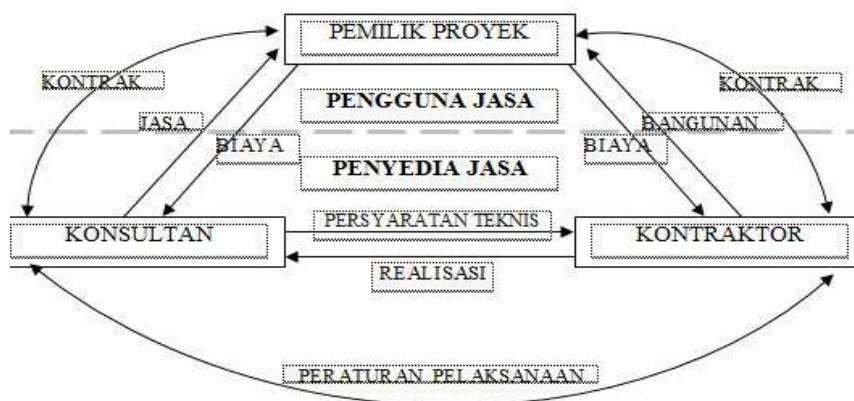 PEMILIK PROYEK
KONTRAK
KONTRAK
PENGGUNA JASA
JASA
BANGUNAN
BIAYA
BIAYA
PENYEDIA JASA
PERSYARATAN TEKNIS
KONSULTAN
KONTRAKTOR
REALISASI
PERATURAN PELAKSANAAN